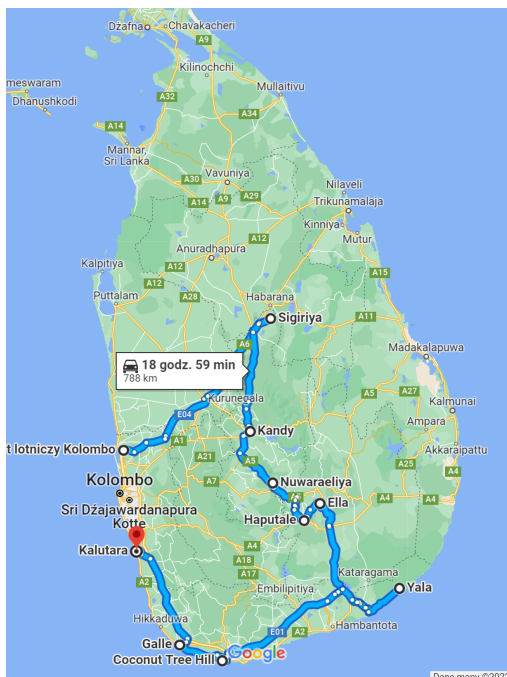 Dżafna
Chavakacheri
A9
Kilinochchi
meswaram
Dhanushkodi
A32
Mullaitivu
A34
A14
Mannar,
Sri Lanka
Vavuniya
A30
A29
A14
A9
Nilaveli
Trikunamalaja
Kinniya
Mutur
A12
Anuradhapura
Kalpitiya
A12
A15
A12
A28
Puttalam
Habarana
Sigiriya
A11
A6
18 godz. 59 min
788 km
Madakalapuwa
Kurunegala
A5
A27
Kalmunai
E04
Ampara
A1
Kandy
t lotniczy Kolombo
Akkaraipattu
A21
A5
A25
A4
A7
Nuwaraeliya
Kolombo
Ella
A4
A4
Sri Dżajawardanapura
Kotte
Haputale
Kalutara
A4
A18
A17
Kataragama
A2
Embilipitiya
Yala
Hikkaduwa
Hambantota
E01
A2
Galle
Coconut Tree Hill
Google